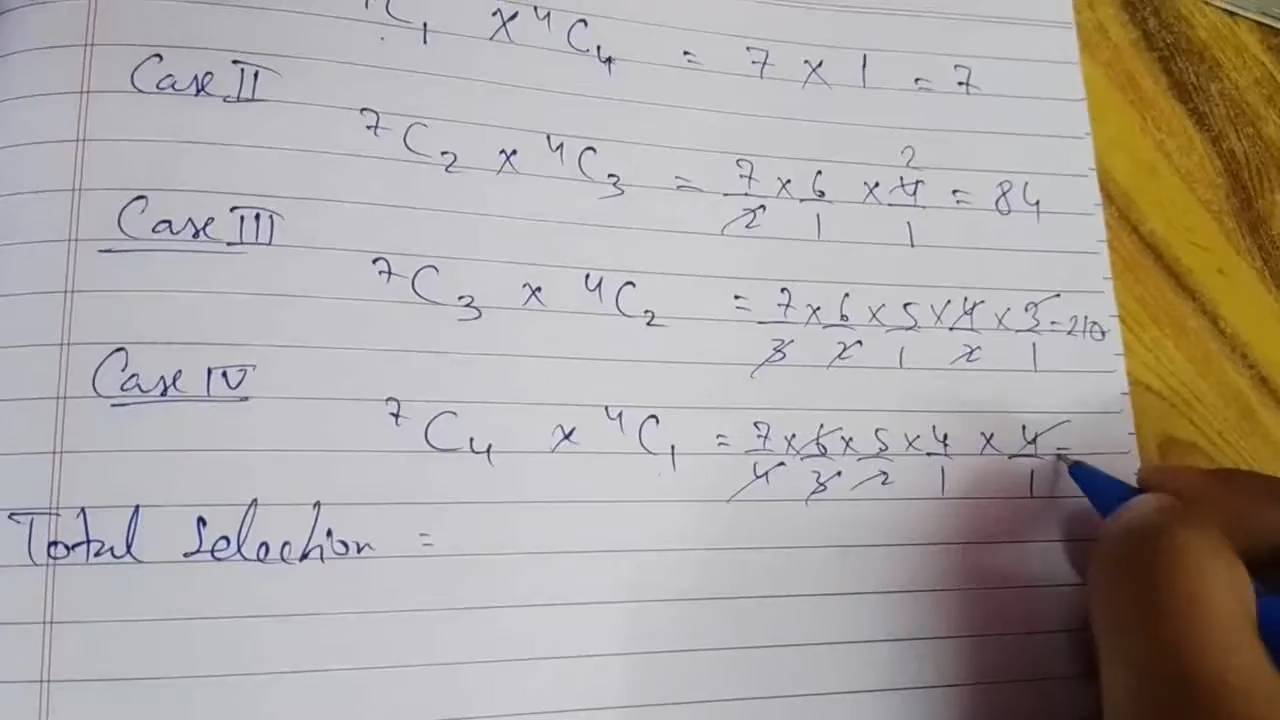 C₁ × ⁴C₄ = 7 × 1 = 7
Case II
⁷C₂ × ⁴C₃ = 7/2 × 6/1 × 4/1 = 84
2
Case III
⁷C₃ × ⁴C₂ = 7/3 × 6/2 × 5/1 × 4/2 × 3/1 = 210
Case IV
⁷C₄ × ⁴C₁ = 7/4 × 6/3 × 5/2 × 4/1 × 4/1 =
Total Selection =